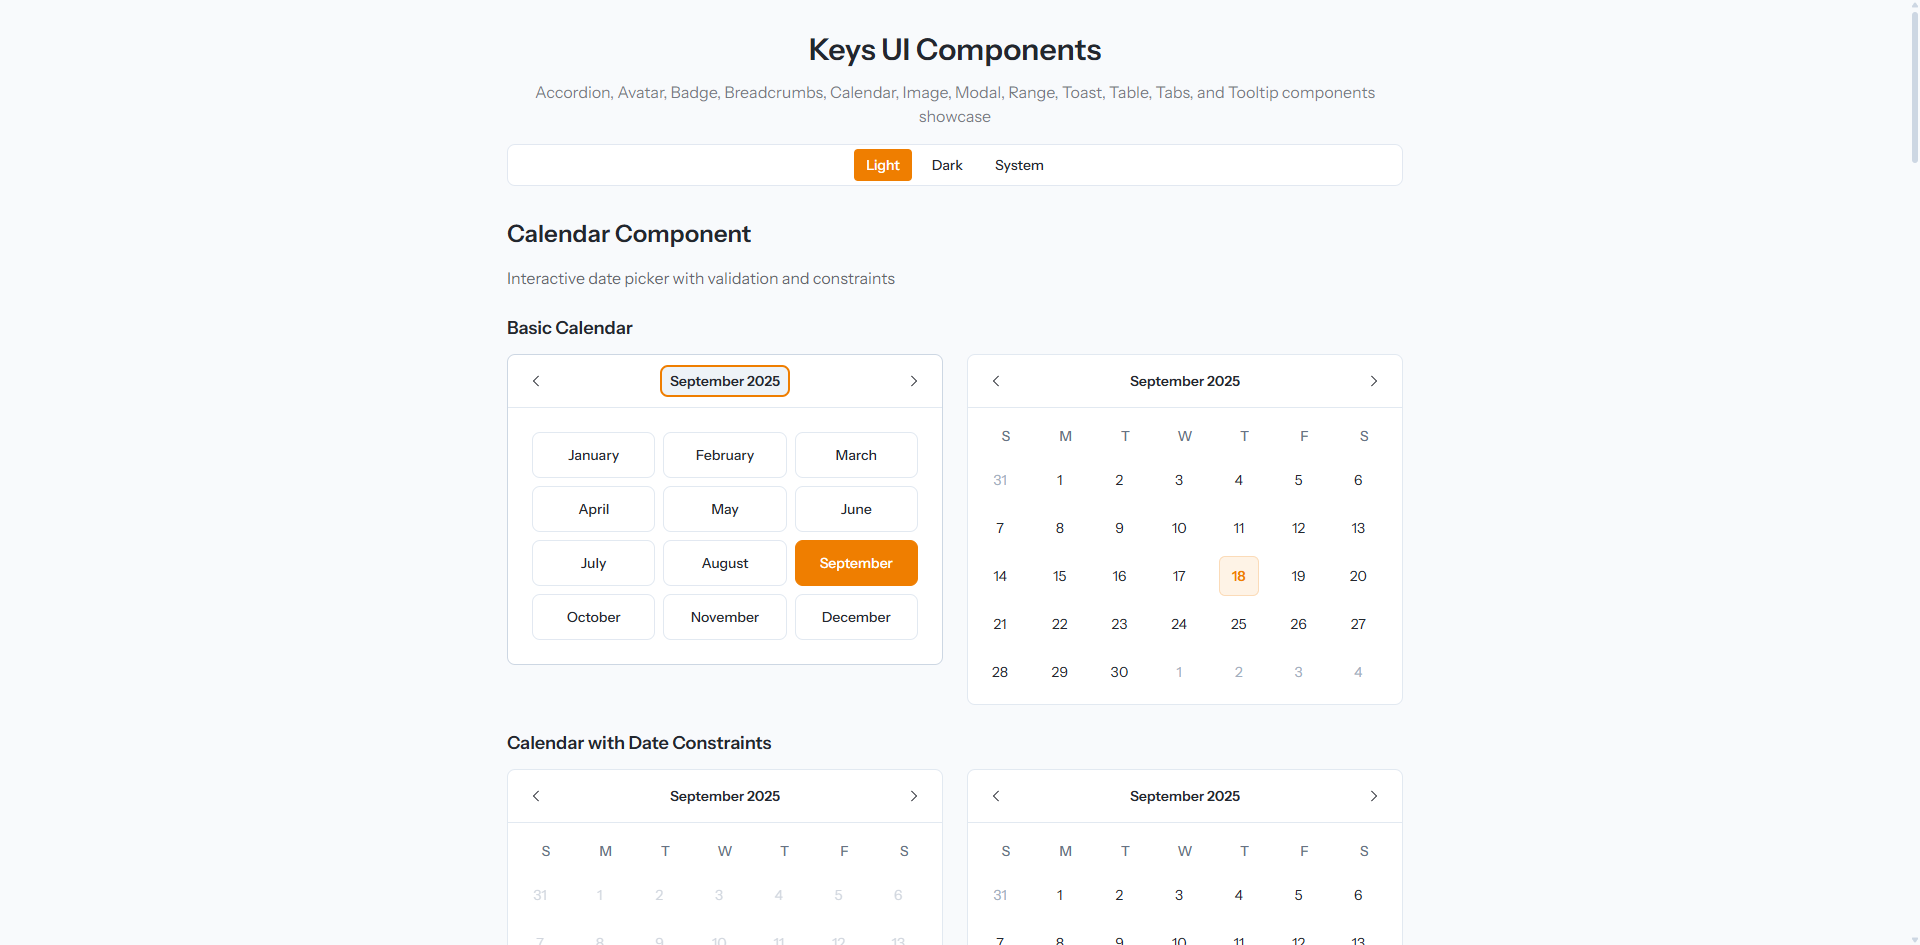 Keys UI Components
Accordion, Avatar, Badge, Breadcrumbs, Calendar, Image, Modal, Range, Toast, Table, Tabs, and Tooltip components
showcase
Light Dark System
Calendar Component
Interactive date picker with validation and constraints
Basic Calendar
September 2025
January February March
April May June
July August September
October November December
September 2025
S M T W T F S
31 1 2 3 4 5 6
7 8 9 10 11 12 13
14 15 16 17 18 19 20
21 22 23 24 25 26 27
28 29 30 1 2 3 4
Calendar with Date Constraints
September 2025
S M T W T F S
31 1 2 3 4 5 6
7 8 9 10 11 12 13
September 2025
S M T W T F S
31 1 2 3 4 5 6
7 8 9 10 11 12 13